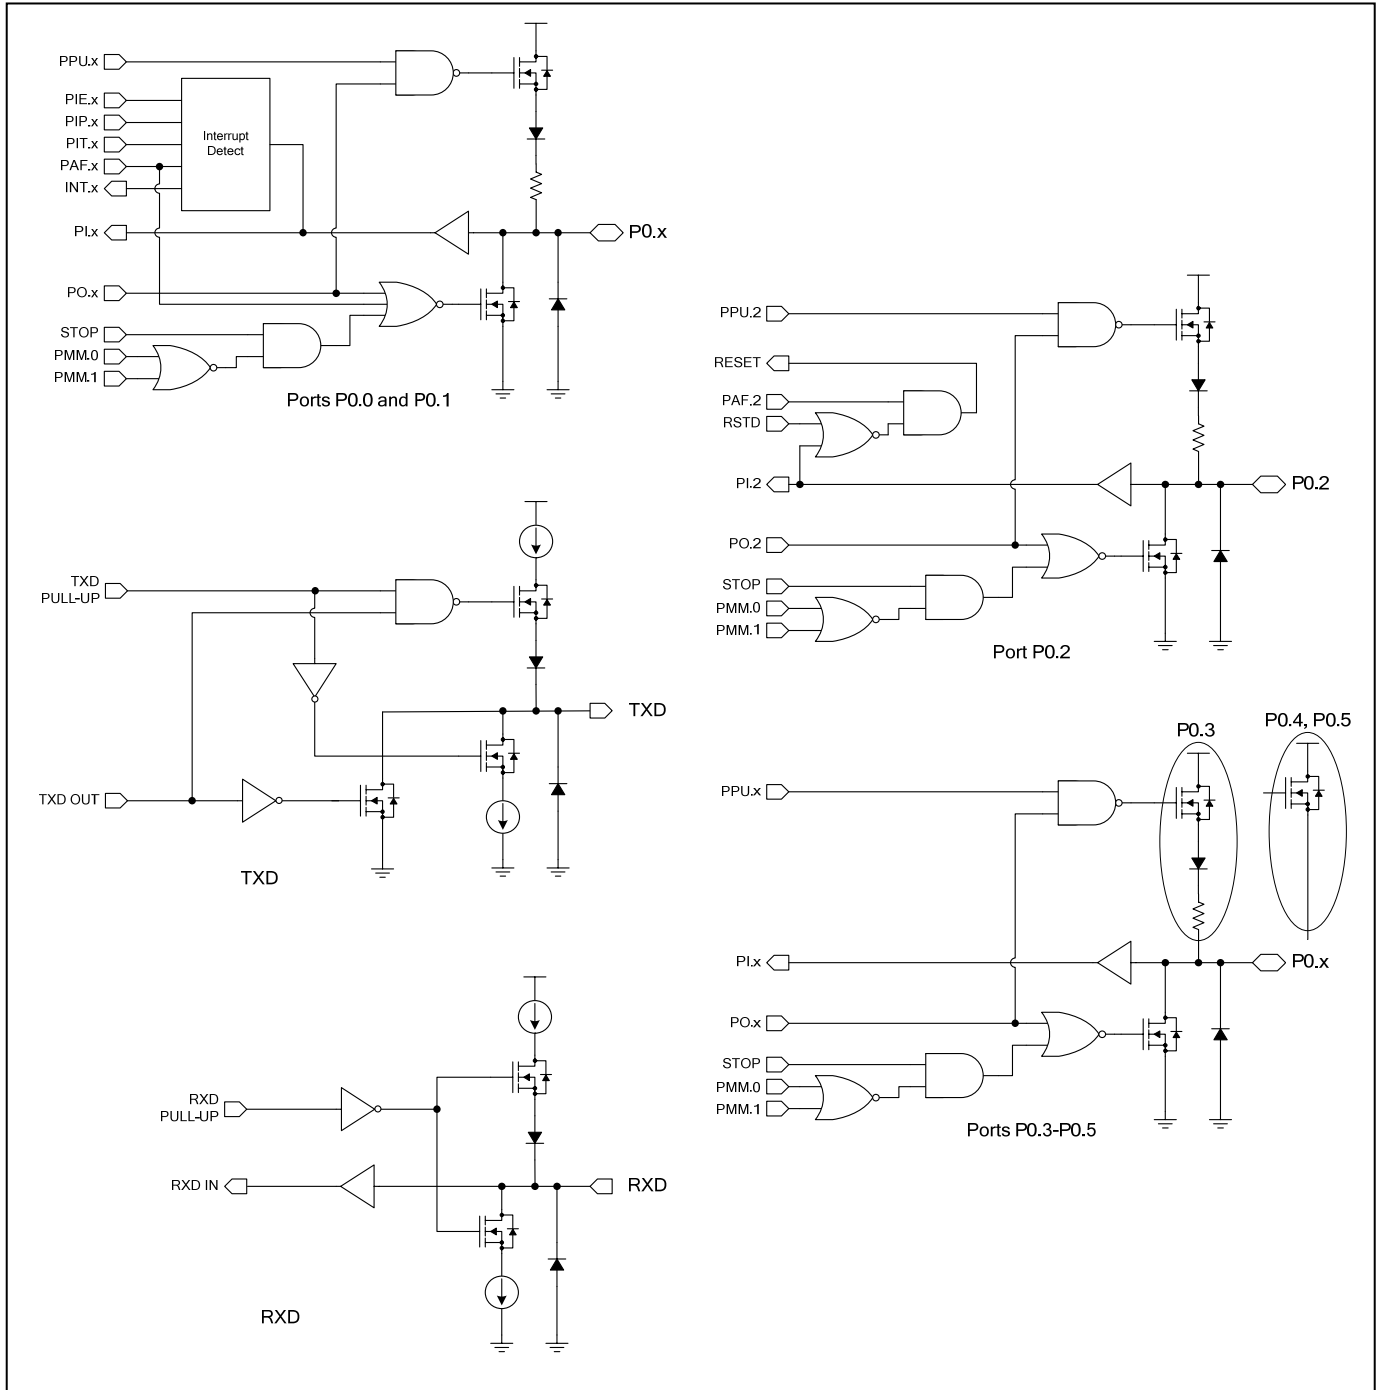 PPU.x
PIE.x
PIP.x
PIT.x
PAF.x
INT.x
Interrupt
Detect
PI.x
P0.x
PO.x
STOP
PMM.0
PMM.1
Ports P0.0 and P0.1
PPU.2
RESET
PAF.2
RSTD
PI.2
P0.2
PO.2
STOP
PMM.0
PMM.1
Port P0.2
TXD
PULL-UP
TXD
TXD OUT
TXD
P0.3
P0.4, P0.5
PPU.x
PI.x
P0.x
PO.x
STOP
PMM.0
PMM.1
Ports P0.3-P0.5
RXD
PULL-UP
RXD IN
RXD
RXD